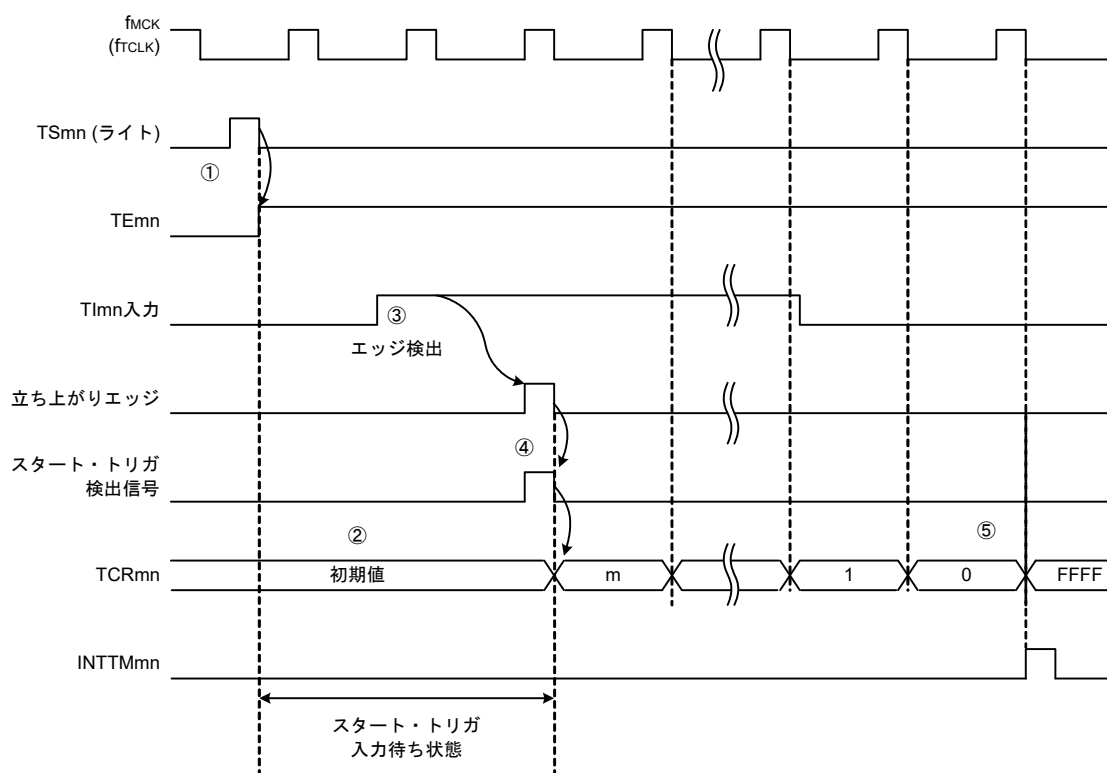 fMCK
(fTCLK)
TSmn (ライト)
①
TEmn
TImn入力
③
エッジ検出
立ち上がりエッジ
④
スタート・トリガ
検出信号
②
⑤
TCRmn
初期値
m
1
0
FFFF
INTTMmn
スタート・トリガ
入力待ち状態